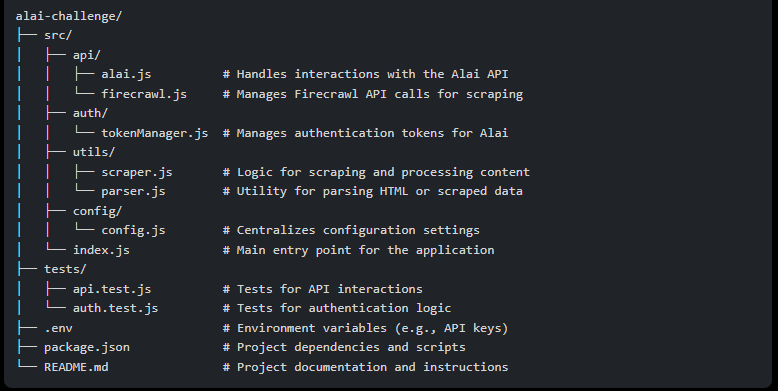 alai-challenge/
├── src/
│   ├── api/
│   │   ├── alai.js          # Handles interactions with the Alai API
│   │   └── firecrawl.js     # Manages Firecrawl API calls for scraping
│   ├── auth/
│   │   └── tokenManager.js  # Manages authentication tokens for Alai
│   ├── utils/
│   │   ├── scraper.js       # Logic for scraping and processing content
│   │   └── parser.js        # Utility for parsing HTML or scraped data
│   ├── config/
│   │   └── config.js        # Centralizes configuration settings
│   └── index.js             # Main entry point for the application
├── tests/
│   ├── api.test.js          # Tests for API interactions
│   └── auth.test.js         # Tests for authentication logic
├── .env                     # Environment variables (e.g., API keys)
├── package.json             # Project dependencies and scripts
└── README.md                # Project documentation and instructions